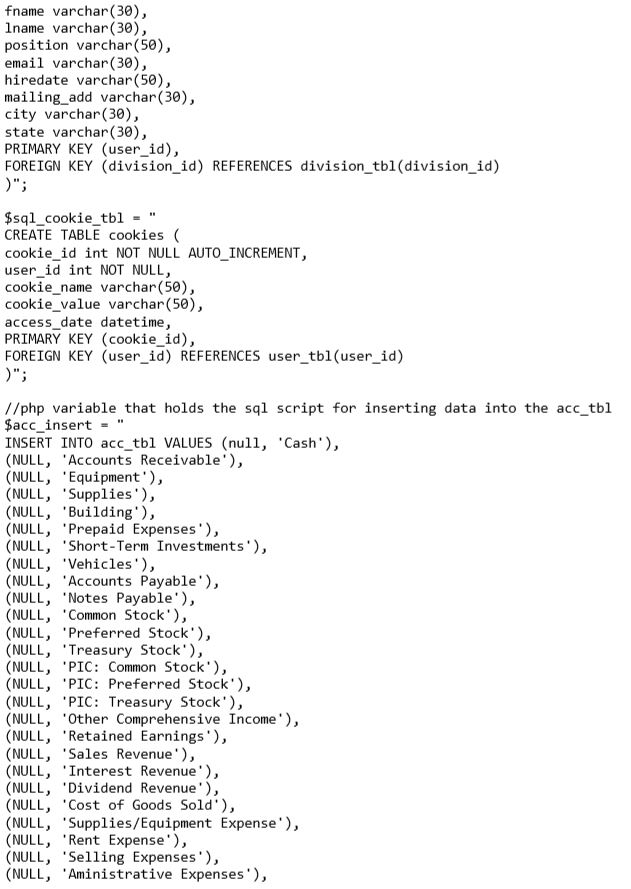 fname varchar(30),
lname varchar(30),
position varchar(50),
email varchar(30),
hiredate varchar(50),
mailing_add varchar(30),
city varchar(30),
state varchar(30),
PRIMARY KEY (user_id),
FOREIGN KEY (division_id) REFERENCES division_tbl(division_id)
)";

$sql_cookie_tbl = "
CREATE TABLE cookies (
cookie_id int NOT NULL AUTO_INCREMENT,
user_id int NOT NULL,
cookie_name varchar(50),
cookie_value varchar(50),
access_date datetime,
PRIMARY KEY (cookie_id),
FOREIGN KEY (user_id) REFERENCES user_tbl(user_id)
)";

//php variable that holds the sql script for inserting data into the acc_tbl
$acc_insert = "
INSERT INTO acc_tbl VALUES (null, 'Cash'),
(NULL, 'Accounts Receivable'),
(NULL, 'Equipment'),
(NULL, 'Supplies'),
(NULL, 'Building'),
(NULL, 'Prepaid Expenses'),
(NULL, 'Short-Term Investments'),
(NULL, 'Vehicles'),
(NULL, 'Accounts Payable'),
(NULL, 'Notes Payable'),
(NULL, 'Common Stock'),
(NULL, 'Preferred Stock'),
(NULL, 'Treasury Stock'),
(NULL, 'PIC: Common Stock'),
(NULL, 'PIC: Preferred Stock'),
(NULL, 'PIC: Treasury Stock'),
(NULL, 'Other Comprehensive Income'),
(NULL, 'Retained Earnings'),
(NULL, 'Sales Revenue'),
(NULL, 'Interest Revenue'),
(NULL, 'Dividend Revenue'),
(NULL, 'Cost of Goods Sold'),
(NULL, 'Supplies/Equipment Expense'),
(NULL, 'Rent Expense'),
(NULL, 'Selling Expenses'),
(NULL, 'Aministrative Expenses'),